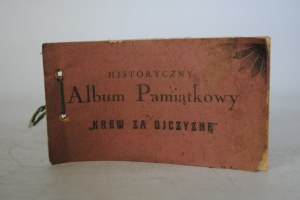 HISTORYCZNY
Album Pamiątkowy
„KREW ZA OJCZYZNĘ"